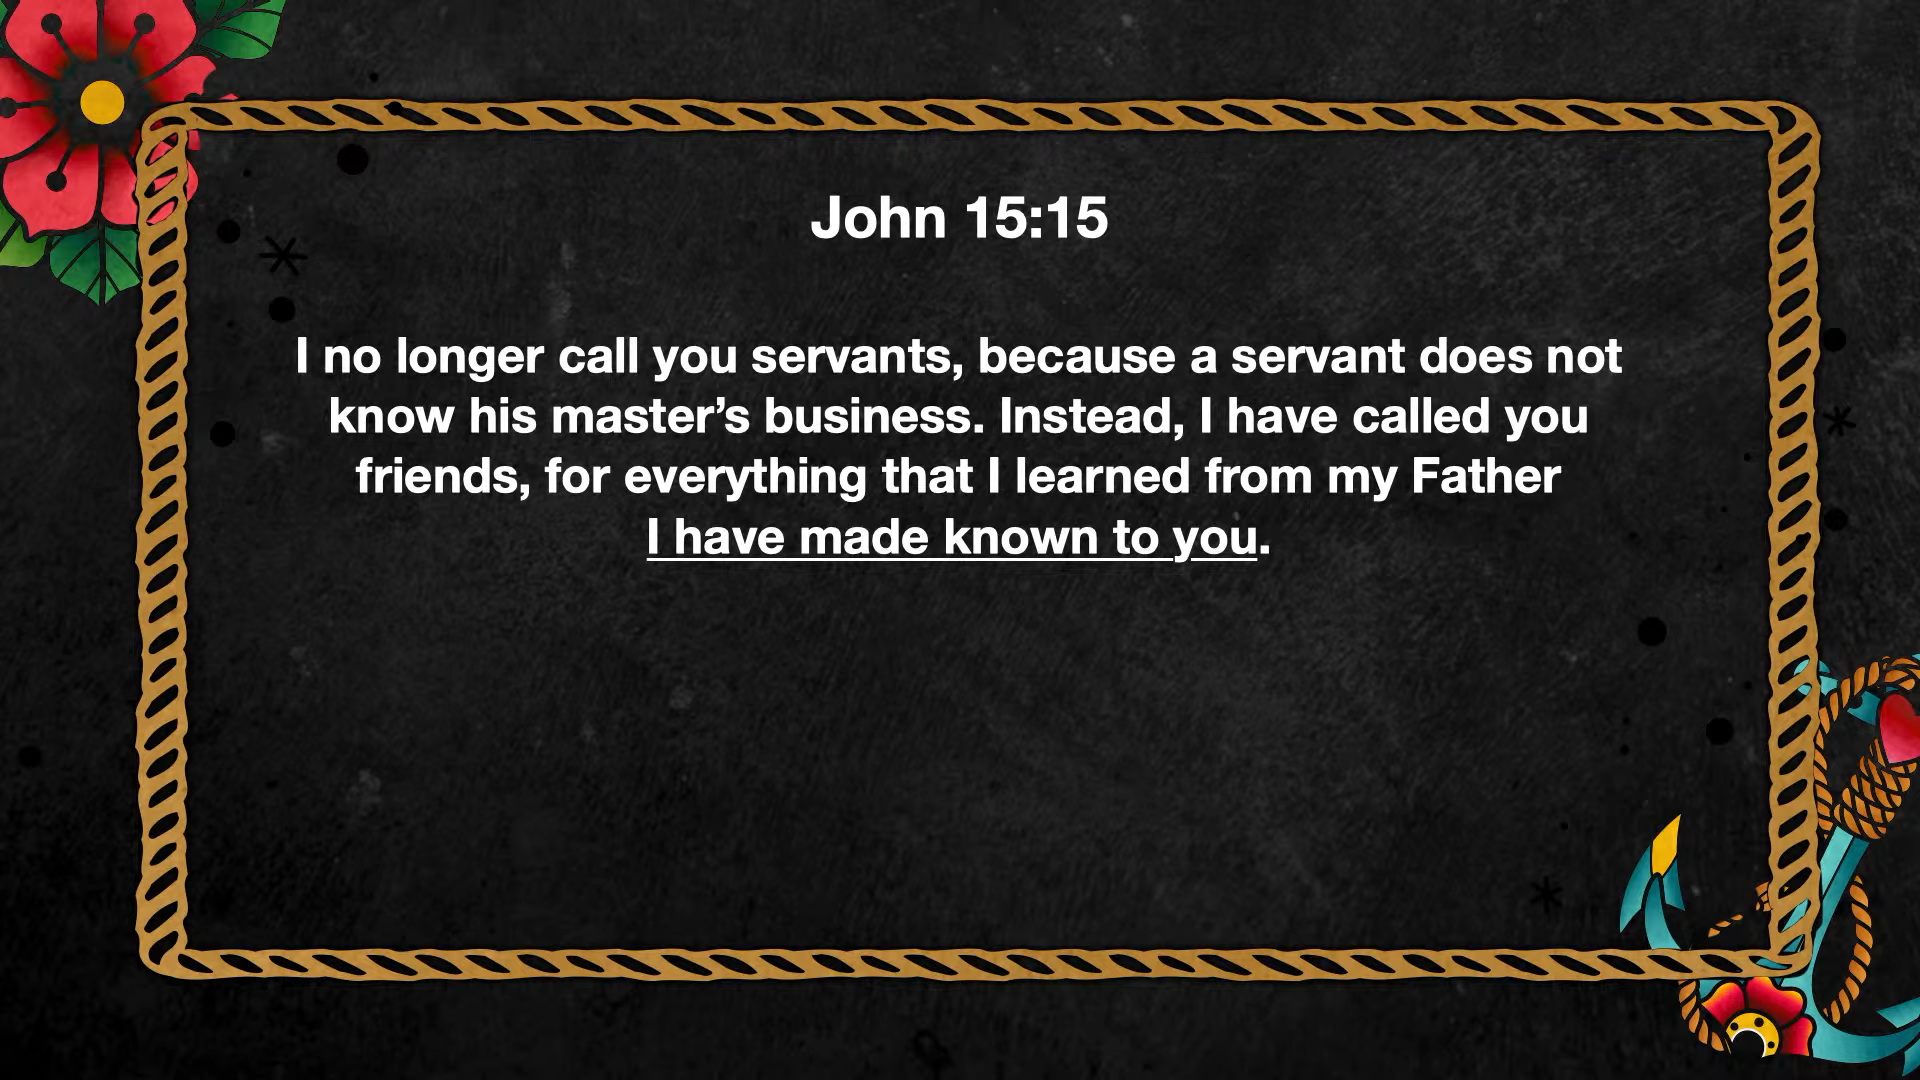 John 15:15
I no longer call you servants, because a servant does not
know his master’s business. Instead, I have called you
friends, for everything that I learned from my Father
I have made known to you.